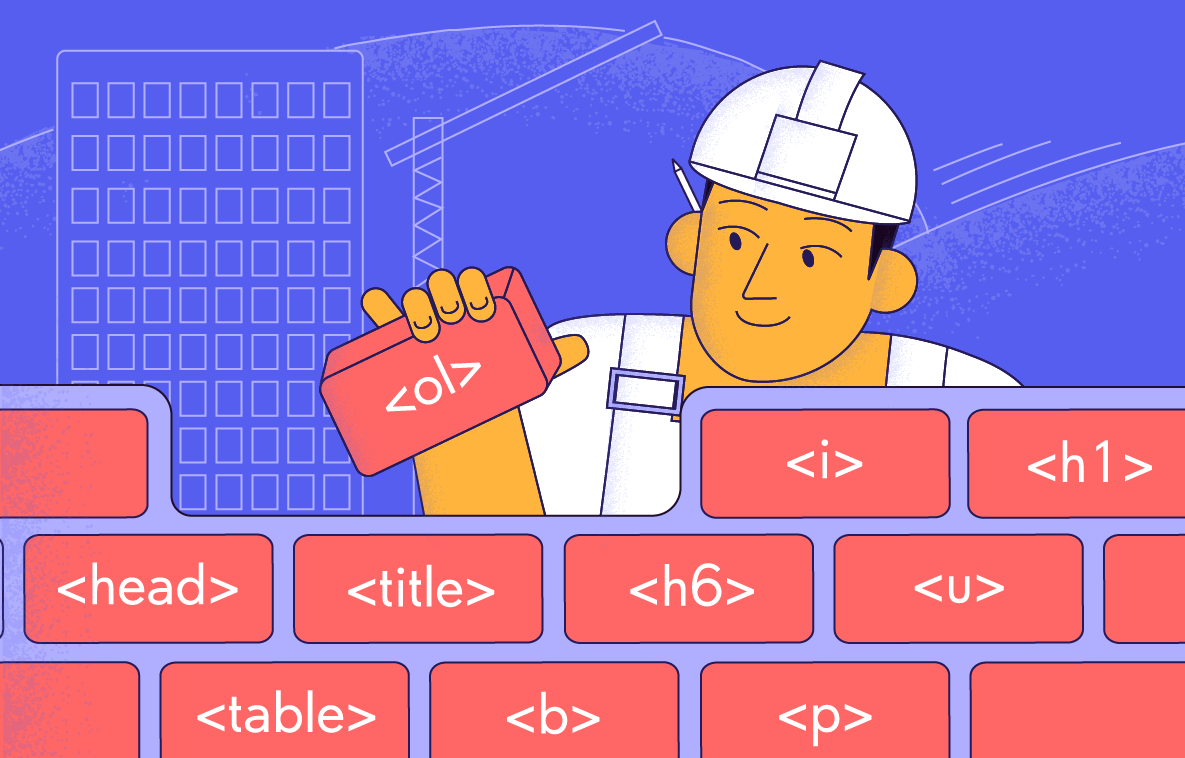 <ol>
<i>
<h1>
<head>
<title>
<h6>
<u>
<table>
<b>
<p>